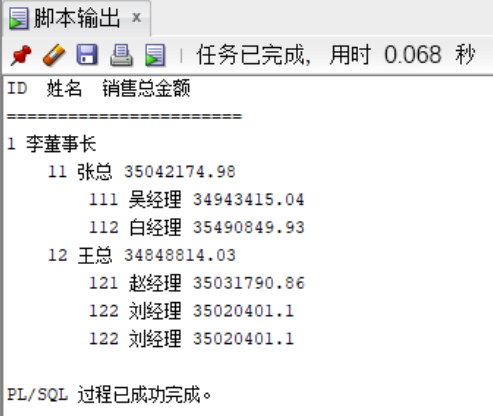 脚本输出 ×
任务已完成, 用时 0.068 秒
ID 姓名 销售总金额
=======================
1 李董事长
11 张总 35042174.98
111 吴经理 34943415.04
112 白经理 35490849.93
12 王总 34848814.03
121 赵经理 35031790.86
122 刘经理 35020401.1
122 刘经理 35020401.1
PL/SQL 过程已成功完成。